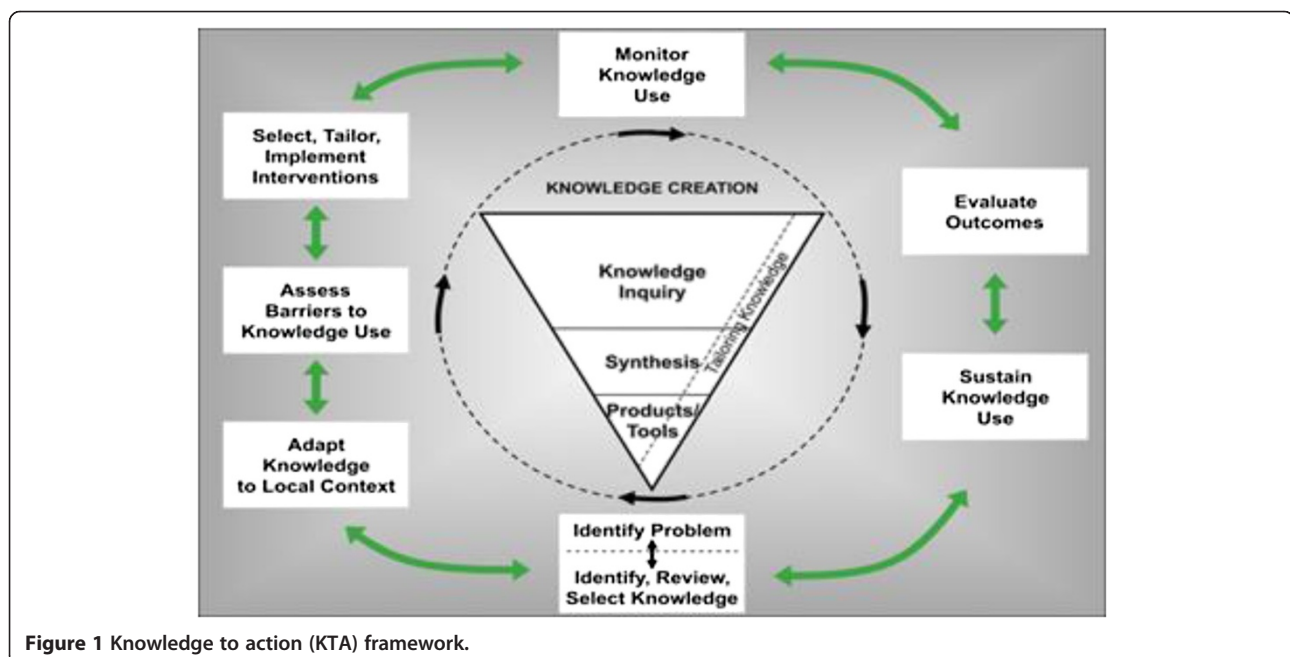 Monitor
Knowledge
Use
Select, Tailor,
Implement
Interventions
KNOWLEDGE CREATION
Evaluate
Outcomes
Knowledge
Inquiry
Tailoring Knowledge
Assess
Barriers to
Knowledge Use
Synthesis
Sustain
Knowledge
Use
Products/
Tools
Adapt
Knowledge
to Local Context
Identify Problem
Identify, Review,
Select Knowledge
Figure 1 Knowledge to action (KTA) framework.